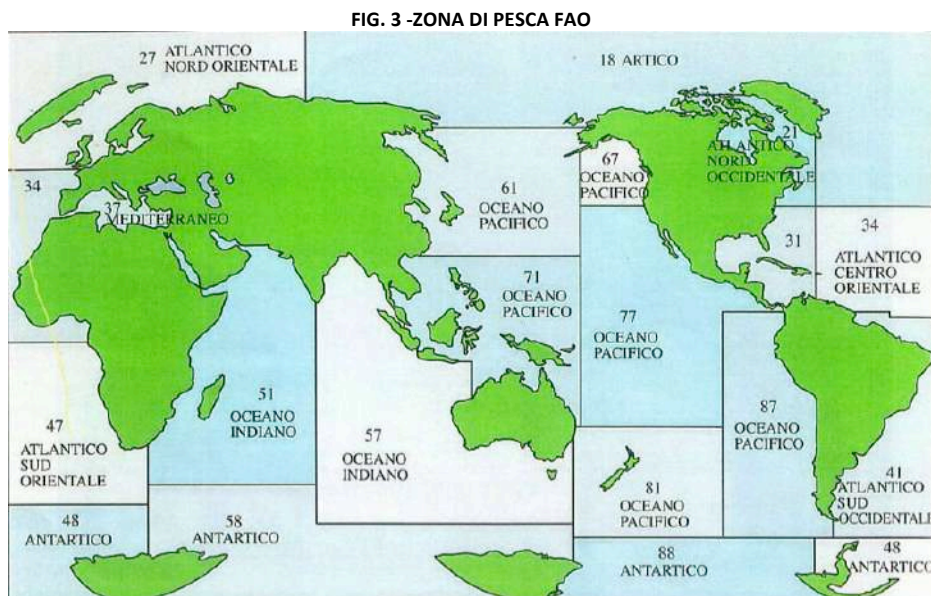 FIG. 3 -ZONA DI PESCA FAO
27 ATLANTICO
NORD ORIENTALE
18 ARTICO
21
ATLANTICO
NORD
OCCIDENTALE
67
OCEANO
PACIFICO
34
37
MEDITERRANEO
61
OCEANO
PACIFICO
31
34
ATLANTICO
CENTRO
ORIENTALE
71
OCEANO
PACIFICO
77
OCEANO
PACIFICO
51
OCEANO
INDIANO
57
OCEANO
INDIANO
87
OCEANO
PACIFICO
47
ATLANTICO
SUD
ORIENTALE
81
OCEANO
PACIFICO
41
ATLANTICO
SUD
OCCIDENTALE
48
ANTARTICO
58
ANTARTICO
88
ANTARTICO
48
ANTARTICO